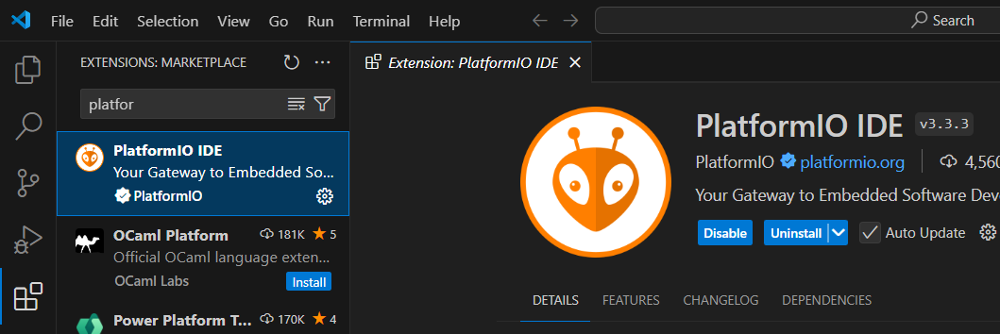 File Edit Selection View Go Run Terminal Help Search
EXTENSIONS: MARKETPLACE
platfor
PlatformIO IDE
Your Gateway to Embedded So...
PlatformIO
OCaml Platform 181K 5
Official OCaml language exten...
OCaml Labs Install
Power Platform T... 170K 4
Extension: PlatformIO IDE
PlatformIO IDE v3.3.3
PlatformIO platformio.org 4,560
Your Gateway to Embedded Software Dev
Disable Uninstall Auto Update
DETAILS FEATURES CHANGELOG DEPENDENCIES